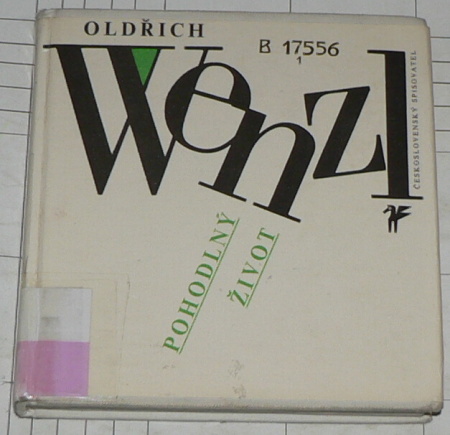 OLDŘICH
B 17556
1
Wenzl
ČESKOSLOVENSKÝ SPISOVATEL
POHODLNÝ
ŽIVOT